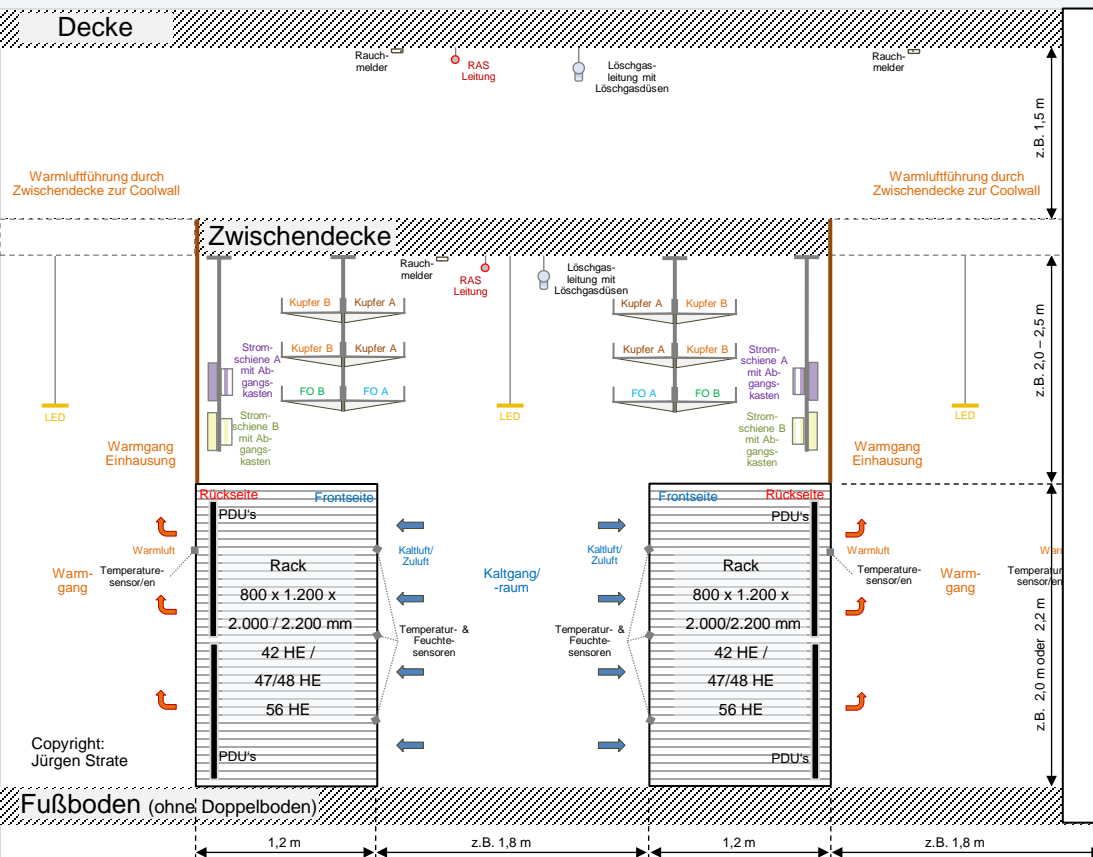 Decke
Rauch-
melder
RAS
Leitung
Löschgas-
leitung mit
Löschgasdüsen
Rauch-
melder
z.B. 1,5 m
Warmluftführung durch
Zwischendecke zur Coolwall
Warmluftführung durch
Zwischendecke zur Coolwall
Zwischendecke
Rauch-
melder
RAS
Leitung
Löschgas-
leitung mit
Löschgasdüsen
Kupfer B
Kupfer A
Kupfer A
Kupfer B
Kupfer B
Kupfer A
Kupfer A
Kupfer B
FO B
FO A
FO A
FO B
Strom-
schiene A
mit Ab-
gangs-
kasten
Strom-
schiene A
mit Ab-
gangs-
kasten
Strom-
schiene B
mit Ab-
gangs-
kasten
Strom-
schiene B
mit Ab-
gangs-
kasten
LED
LED
LED
z.B. 2,0 – 2,5 m
Warmgang
Einhausung
Warmgang
Einhausung
Rückseite
Frontseite
Frontseite
Rückseite
PDU's
PDU's
Warmluft
Temperature-
sensor/en
Warm-
gang
Kaltluft/
Zuluft
Kaltgang/
-raum
Kaltluft/
Zuluft
Warmluft
Temperature-
sensor/en
Warm-
gang
War
Temperatur
sensor/en
Rack
800 x 1.200 x
2.000 / 2.200 mm
42 HE /
47/48 HE
56 HE
Temperatur- &
Feuchte-
sensoren
Temperatur- &
Feuchte-
sensoren
Rack
800 x 1.200 x
2.000/2.200 mm
42 HE /
47/48 HE
56 HE
z.B. 2,0 m oder 2,2 m
PDU's
PDU's
Copyright:
Jürgen Strate
Fußboden (ohne Doppelboden)
1,2 m
z.B. 1,8 m
1,2 m
z.B. 1,8 m